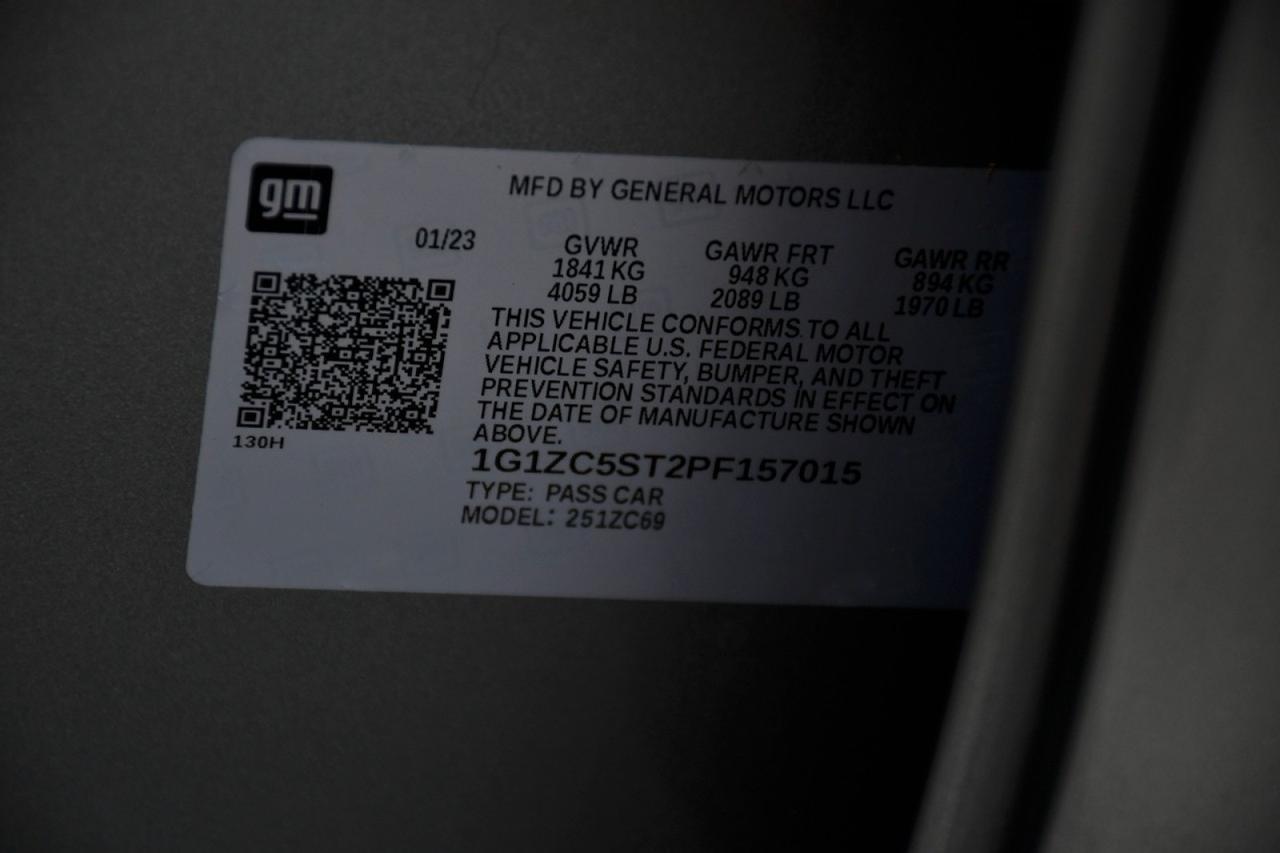 gm
MFD BY GENERAL MOTORS LLC
01/23 GVWR GAWR FRT GAWR RR
1841 KG 948 KG 894 KG
4059 LB 2089 LB 1970 LB
THIS VEHICLE CONFORMS TO ALL
APPLICABLE U.S. FEDERAL MOTOR
VEHICLE SAFETY, BUMPER, AND THEFT
PREVENTION STANDARDS IN EFFECT ON
THE DATE OF MANUFACTURE SHOWN
ABOVE.
130H
1G1ZC5ST2PF157015
TYPE: PASS CAR
MODEL: 251ZC69